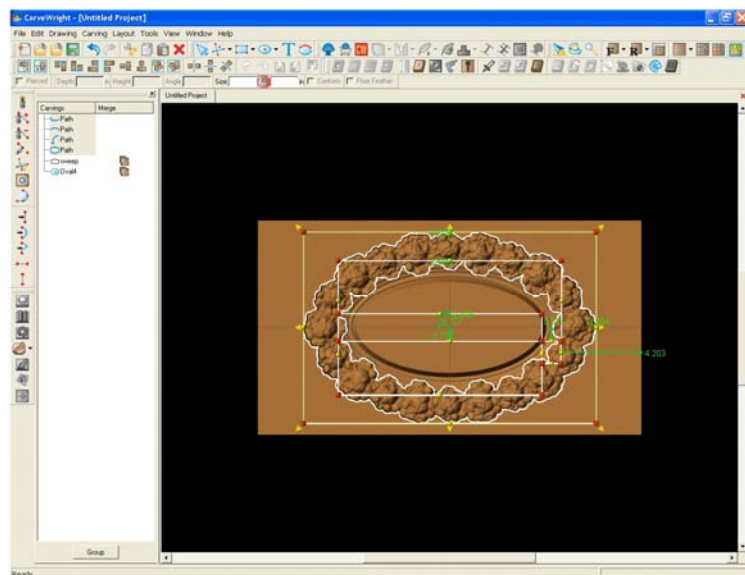 CarveWright - [Untitled Project]
File Edit Drawing Carving Layout Tools View Window Help
Pierced Depth: in Height: Angle: Size: in Contour Floor Feather
Untitled Project
Carvings Merge
Path
Path
Path
Path
sweep
Oval4
4.203
Group
Ready